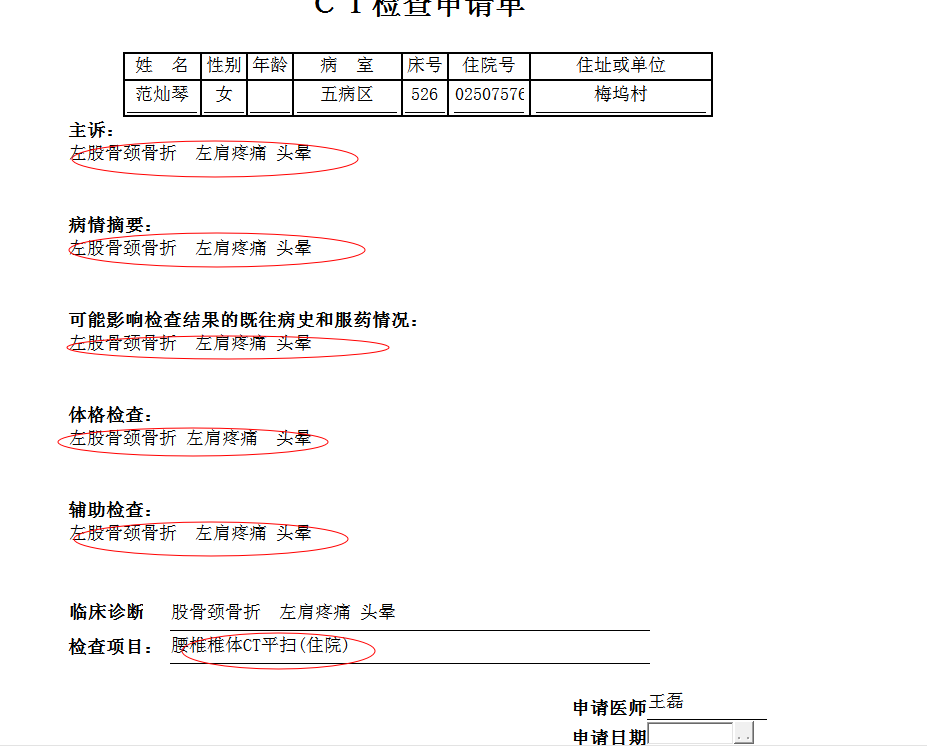 CT检查申请单
姓 名 性别 年龄 病 室 床号 住院号 住址或单位
范灿琴 女 五病区 526 02507576 梅坞村
主诉:
左股骨颈骨折 左肩疼痛 头晕
病情摘要:
左股骨颈骨折 左肩疼痛 头晕
可能影响检查结果的既往病史和服药情况:
左股骨颈骨折 左肩疼痛 头晕
体格检查:
左股骨颈骨折 左肩疼痛 头晕
辅助检查:
左股骨颈骨折 左肩疼痛 头晕
临床诊断 股骨颈骨折 左肩疼痛 头晕
检查项目: 腰椎椎体CT平扫(住院)
申请医师 王磊
申请日期 ..